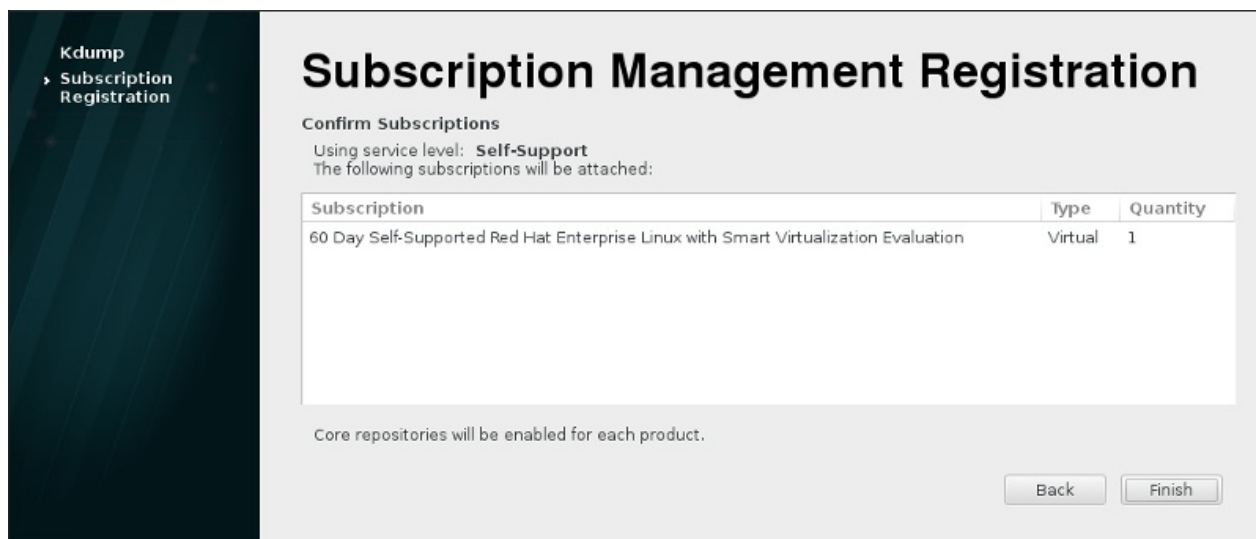 Kdump
› Subscription
Registration
Subscription Management Registration
Confirm Subscriptions
Using service level: Self-Support
The following subscriptions will be attached:
Subscription Type Quantity
60 Day Self-Supported Red Hat Enterprise Linux with Smart Virtualization Evaluation Virtual 1
Core repositories will be enabled for each product.
Back Finish